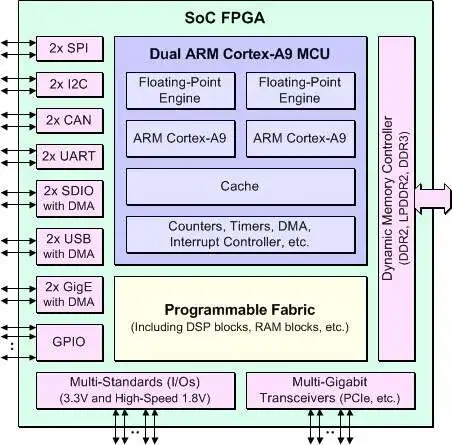 SoC FPGA
2x SPI
2x I2C
2x CAN
2x UART
2x SDIO
with DMA
2x USB
with DMA
2x GigE
with DMA
GPIO
Dual ARM Cortex-A9 MCU
Floating-Point
Engine
Floating-Point
Engine
ARM Cortex-A9
ARM Cortex-A9
Cache
Counters, Timers, DMA,
Interrupt Controller, etc.
Programmable Fabric
(Including DSP blocks, RAM blocks, etc.)
Dynamic Memory Controller
(DDR2, LPDDR2, DDR3)
Multi-Standards (I/Os)
(3.3V and High-Speed 1.8V)
Multi-Gigabit
Transceivers (PCIe, etc.)